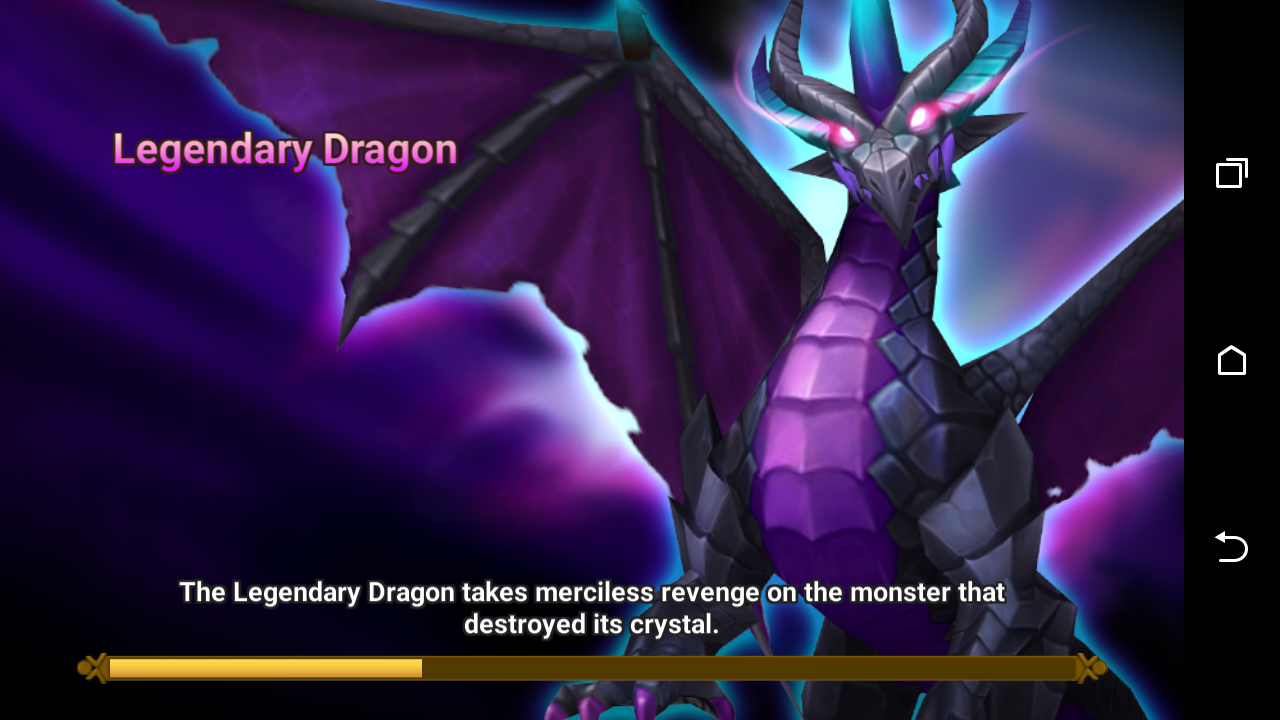 Legendary Dragon
The Legendary Dragon takes merciless revenge on the monster that
destroyed its crystal.